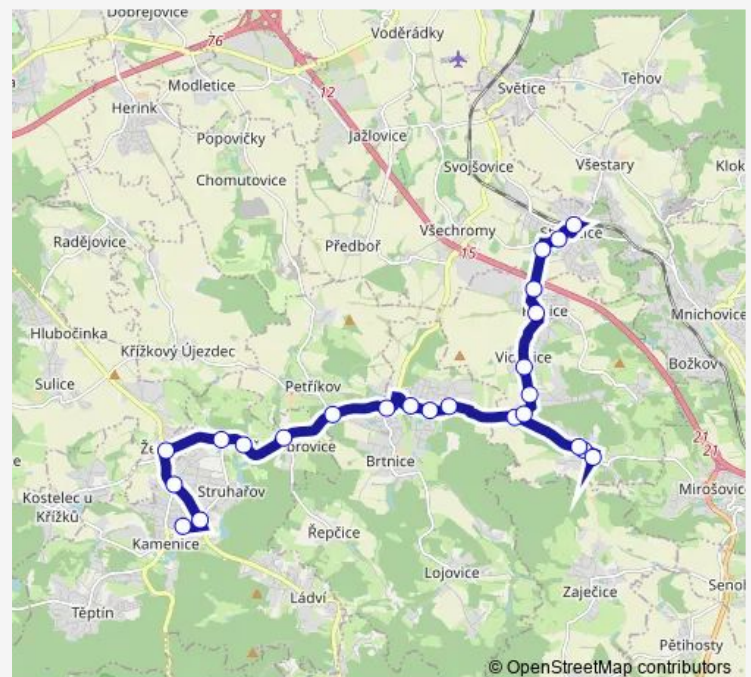 Dobřejovice
Voděrádky
76
Modletice
12
Herink
Světice
Tehov
Popovičky
Jažlovice
Chomutovice
Svojšovice
Všestary
Klok
Radějovice
Předboř
Všechromy
15
Hlubočinka
Mnichovice
Křížkový Újezdec
Božkov
Sulice
Petříkov
21
Brtnice
21
Kostelec u
Křížků
Struhařov
Mirošovic
Kamenice
Řepčice
Lojovice
Ládví
Zaječice
Senol
Těptín
Pětihosty
© OpenStreetMap contributors